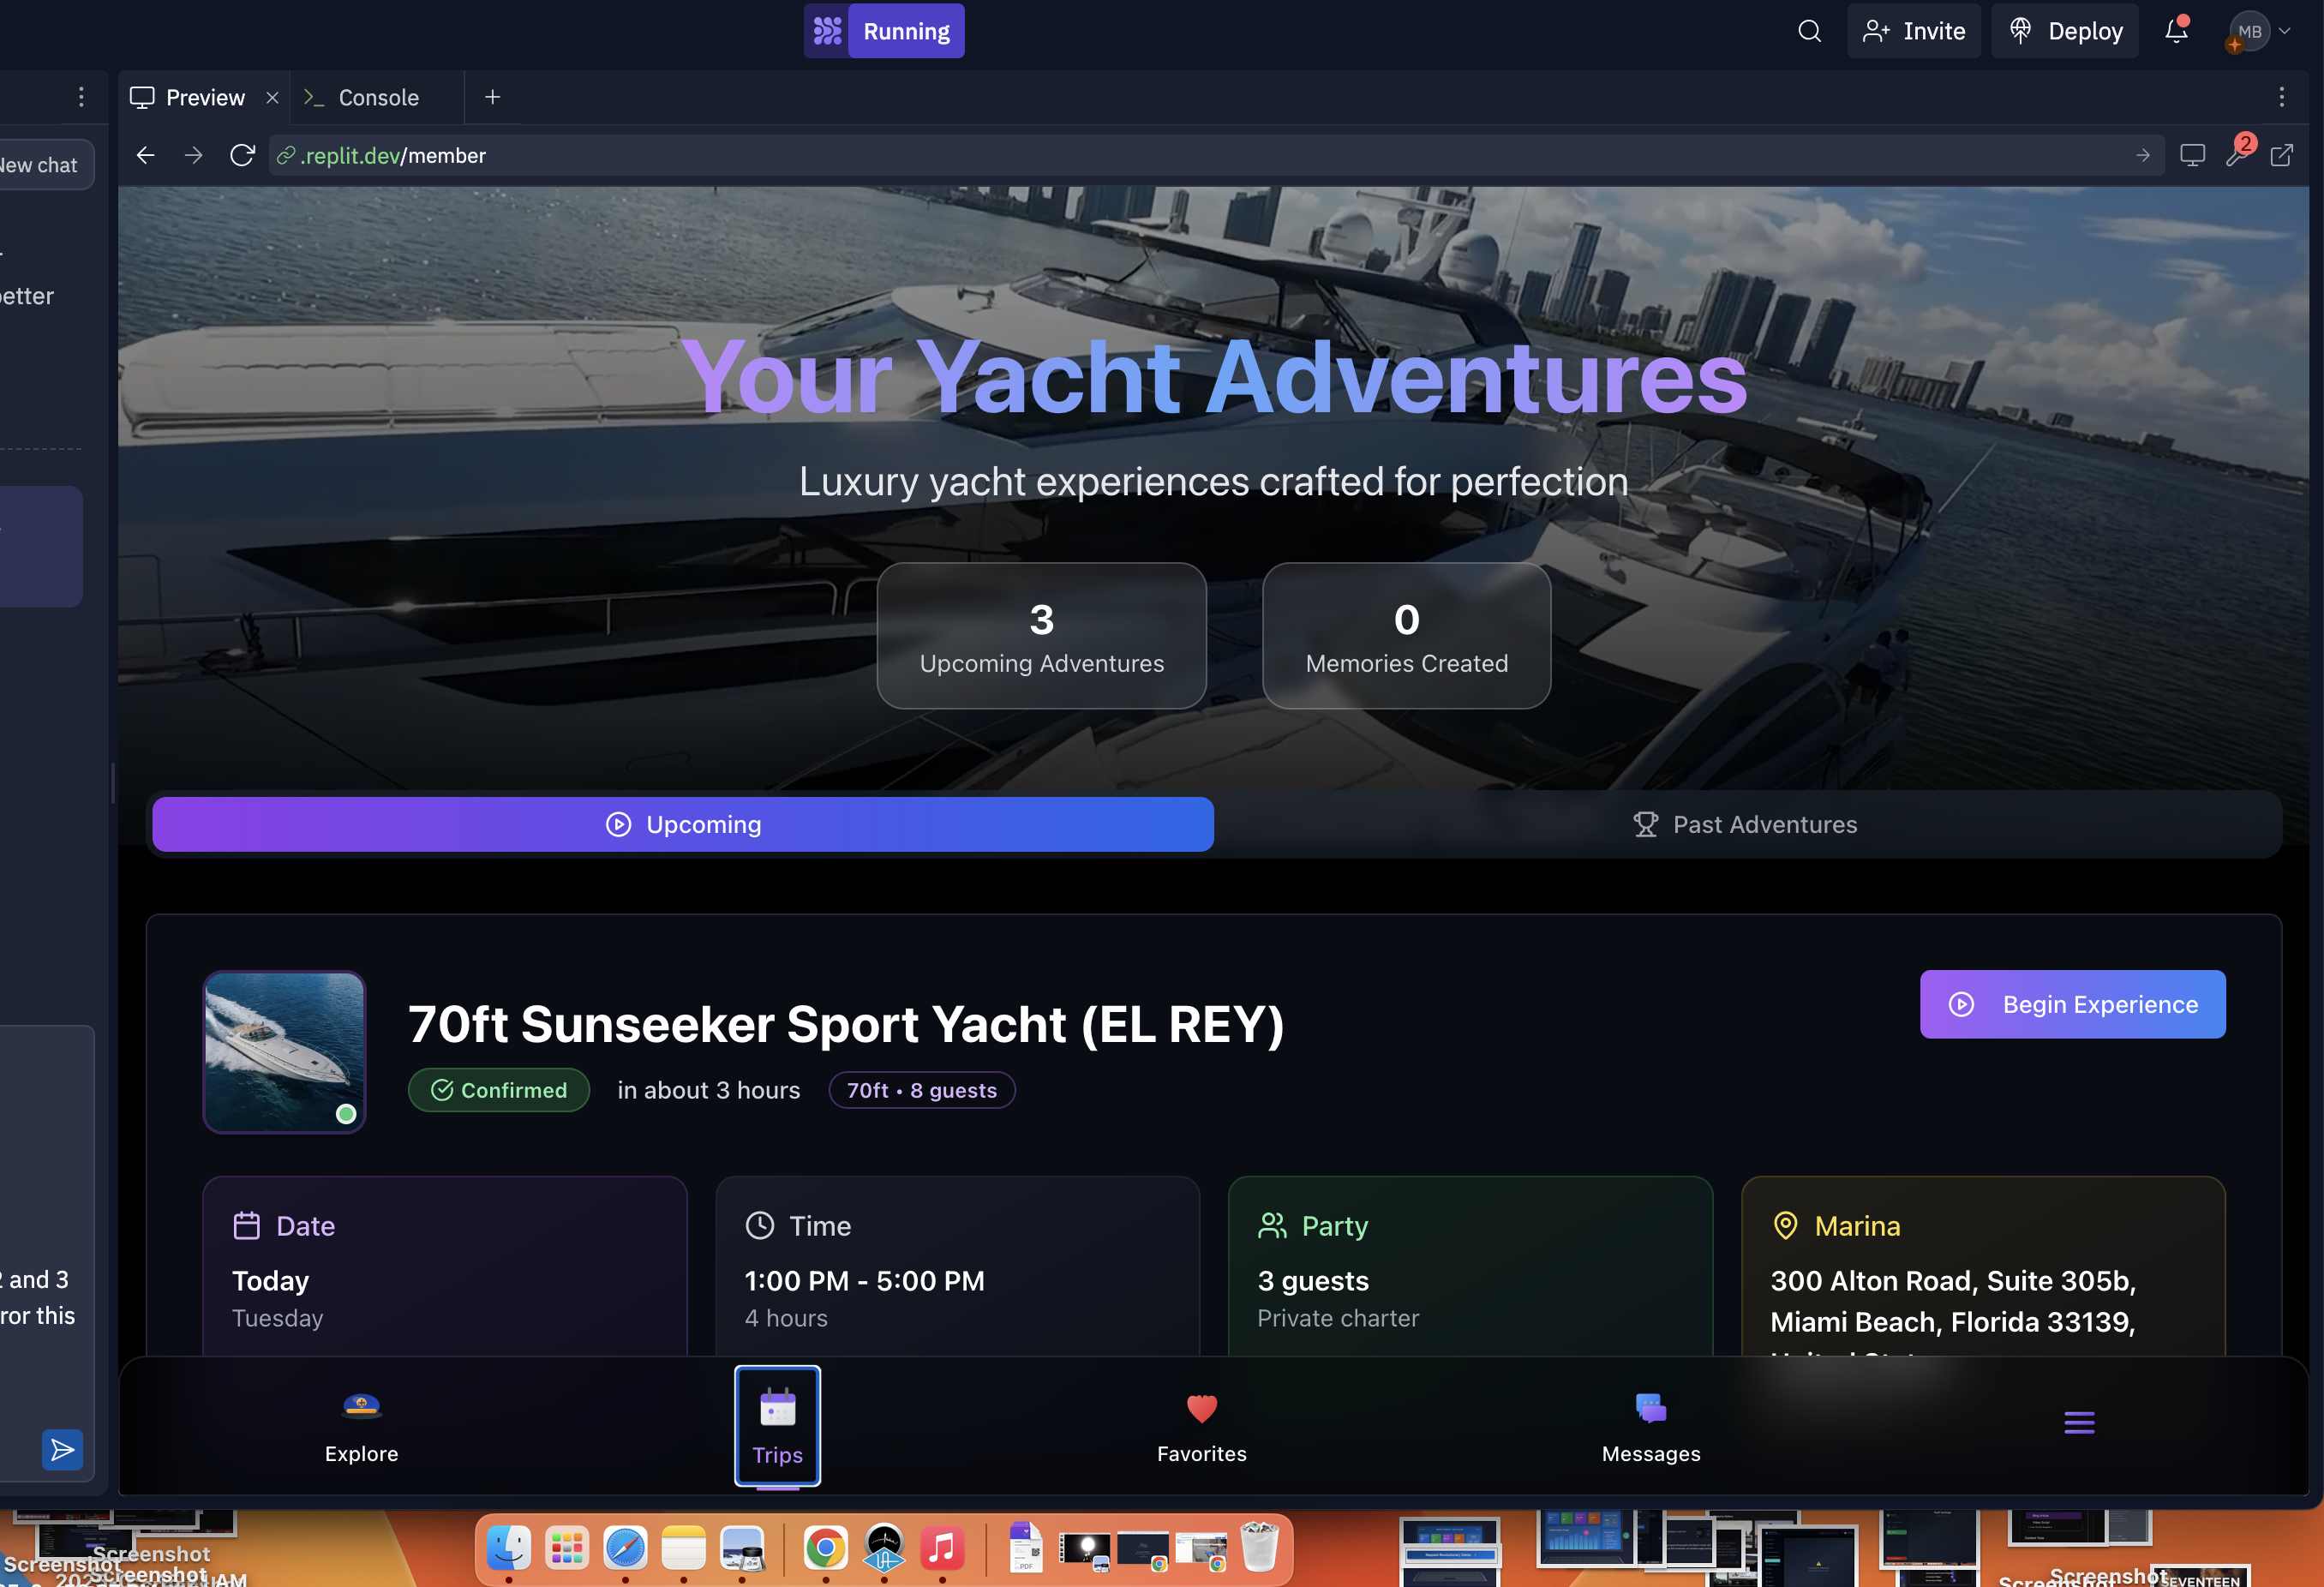 Running
Invite
Deploy
MB
Preview
Console
New chat
.replit.dev/member
2
better
Your Yacht Adventures
Luxury yacht experiences crafted for perfection
3
Upcoming Adventures
0
Memories Created
Upcoming
Past Adventures
70ft Sunseeker Sport Yacht (EL REY)
Begin Experience
Confirmed
in about 3 hours
70ft • 8 guests
Date
Today
Tuesday
Time
1:00 PM - 5:00 PM
4 hours
Party
3 guests
Private charter
Marina
300 Alton Road, Suite 305b,
Miami Beach, Florida 33139,
2 and 3
ror this
Explore
Trips
Favorites
Messages
Screenshot
Screenshot
Screenshot
AM
PDF
Screenshot
SEVENTEEN